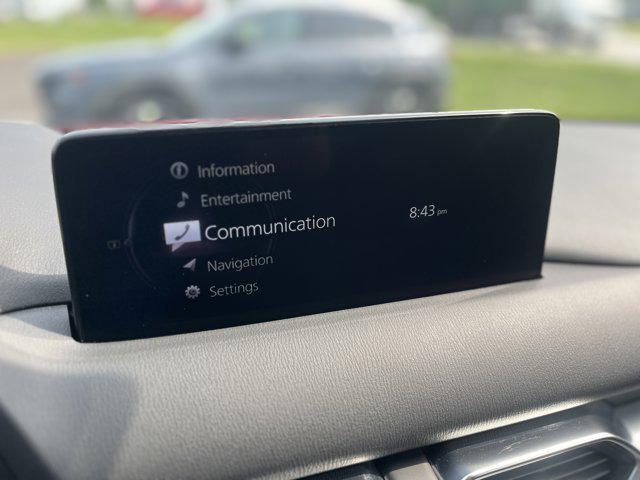 Information
Entertainment
Communication
8:43 pm
Navigation
Settings